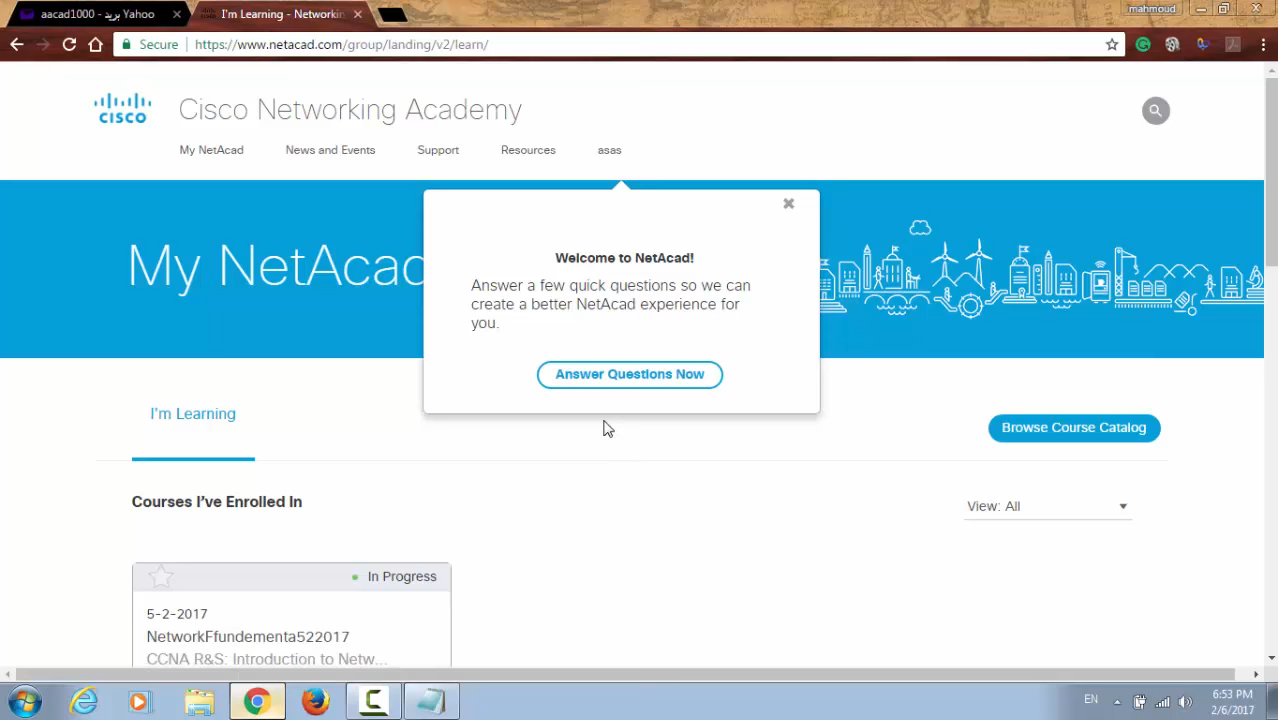 aacad1000 - بريد Yahoo
I'm Learning - Networkin
mahmoud
Secure
https://www.netacad.com/group/landing/v2/learn/
CISCO
Cisco Networking Academy
My NetAcad
News and Events
Support
Resources
asas
My NetAcad
Welcome to NetAcad!
Answer a few quick questions so we can
create a better NetAcad experience for
you.
Answer Questions Now
I'm Learning
Browse Course Catalog
Courses I've Enrolled In
View: All
In Progress
5-2-2017
NetworkFfundementa522017
CCNA R&S: Introduction to Netw...
EN
6:53 PM
2/6/2017